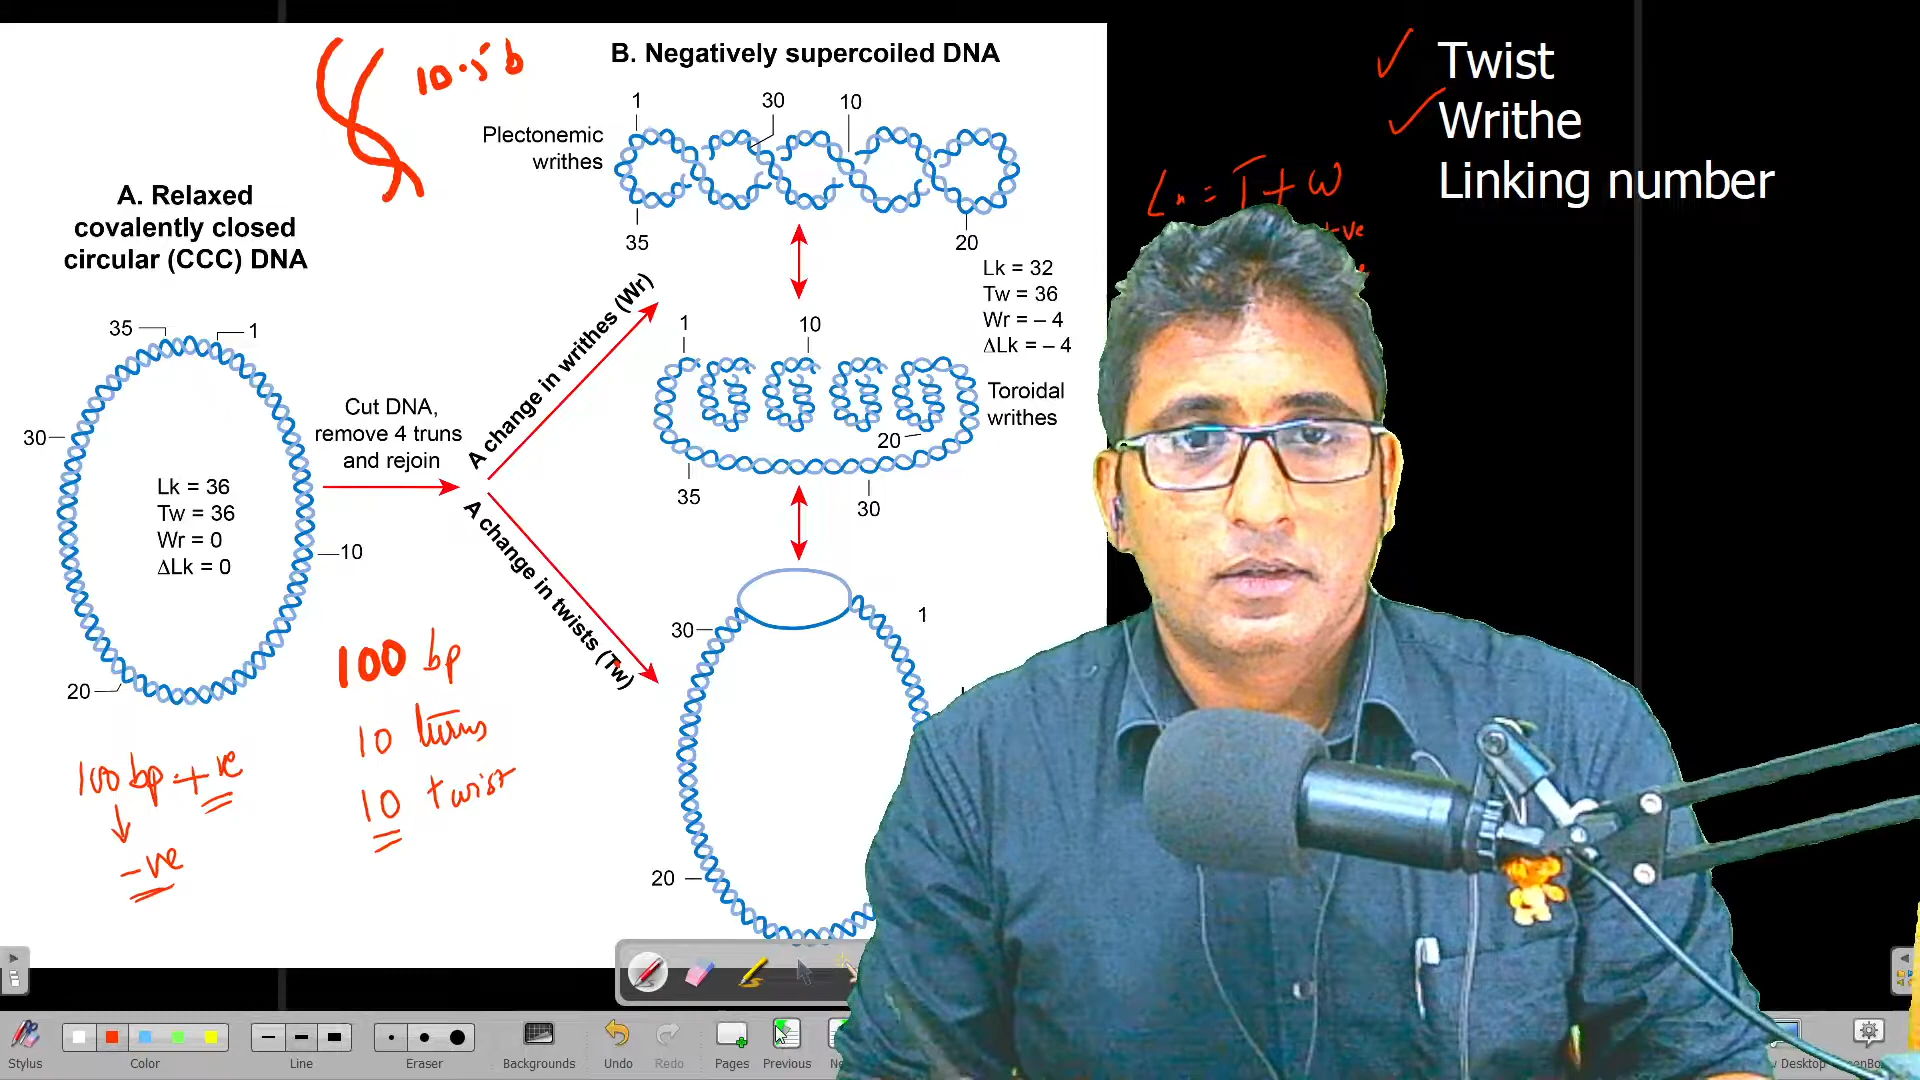 10.5 b
B. Negatively supercoiled DNA
1
30
10
Plectonemic
writhes
35
20
A. Relaxed
covalently closed
circular (CCC) DNA
35
1
30
10
20
Lk = 36
Tw = 36
Wr = 0
ΔLk = 0
Cut DNA,
remove 4 truns
and rejoin
A change in writhes (Wr)
A change in twists (Tw)
Lk = 32
Tw = 36
Wr = – 4
ΔLk = – 4
1
10
Toroidal
writhes
20
35
30
30
1
20
100 bp
10 turns
10 twist
100 bp · +ve
-ve
Twist
Writhe
Linking number
Ln = T + W
-ve
Stylus
Color
Line
Eraser
Backgrounds
Undo
Redo
Pages
Previous
Desktop